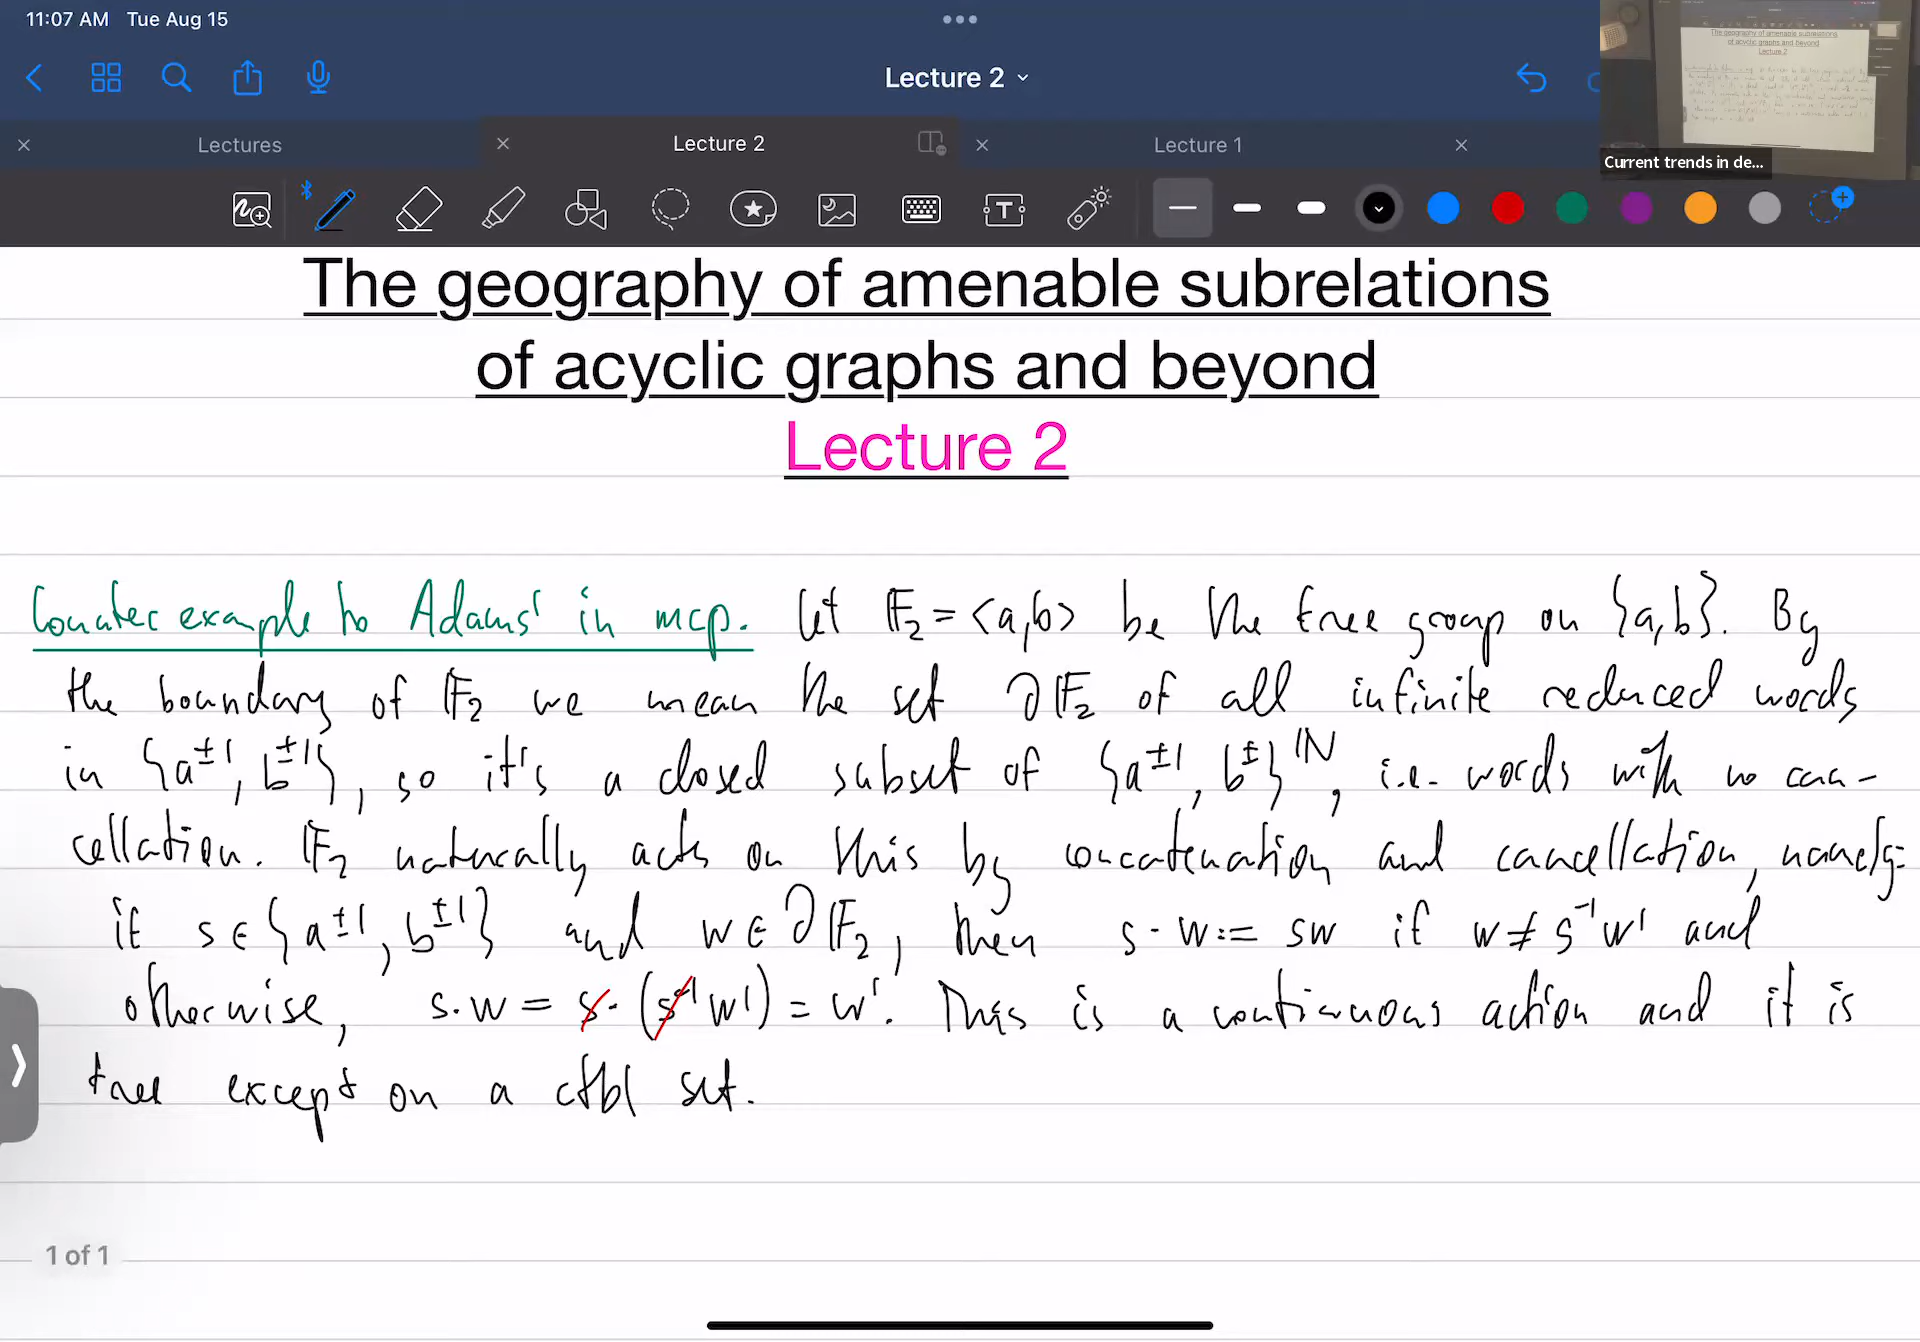 11:07 AM Tue Aug 15
Lecture 2
Lectures
Lecture 2
Lecture 1
Current trends in de...
The geography of amenable subrelations
of acyclic graphs and beyond
Lecture 2
Counterexample to Adams' in mcp. Let 𝔽₂ = <a,b> be the free group on {a,b}. By
the boundary of 𝔽₂ we mean the set ∂𝔽₂ of all infinite reduced words
in {a^±1, b^±1}, so it's a closed subset of {a^±1, b^±}^ℕ, i.e. words with no can-
cellation. 𝔽₂ naturally acts on this by concatenation and cancellation, namely:
if s ∈ {a^±1, b^±1} and w ∈ ∂𝔽₂, then s·w := sw if w ≠ s⁻¹w' and
otherwise, s·w = s·(s⁻¹w') = w'. This is a continuous action and it is
free except on a ctbl set.
1 of 1